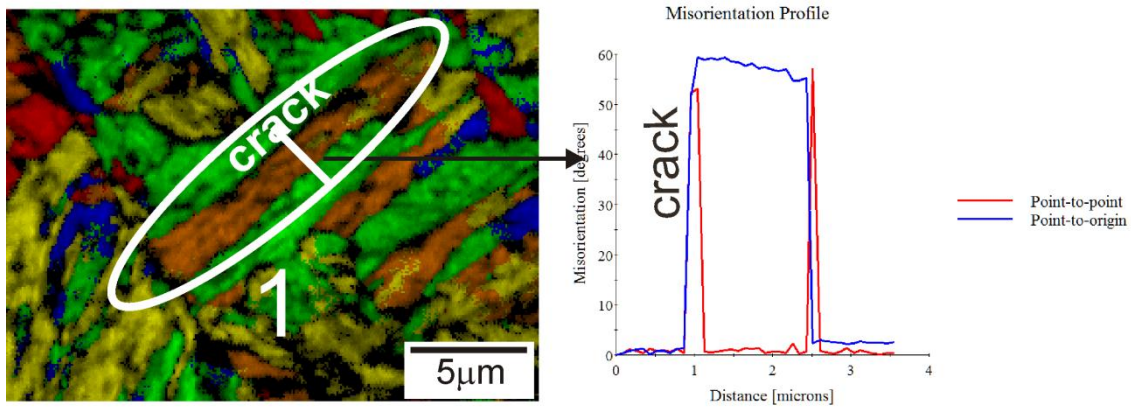 crack
1
5μm
Misorientation Profile
60
50
40
30
20
10
0
Misorientation [degrees]
crack
0
1
2
3
4
Distance [microns]
Point-to-point
Point-to-origin